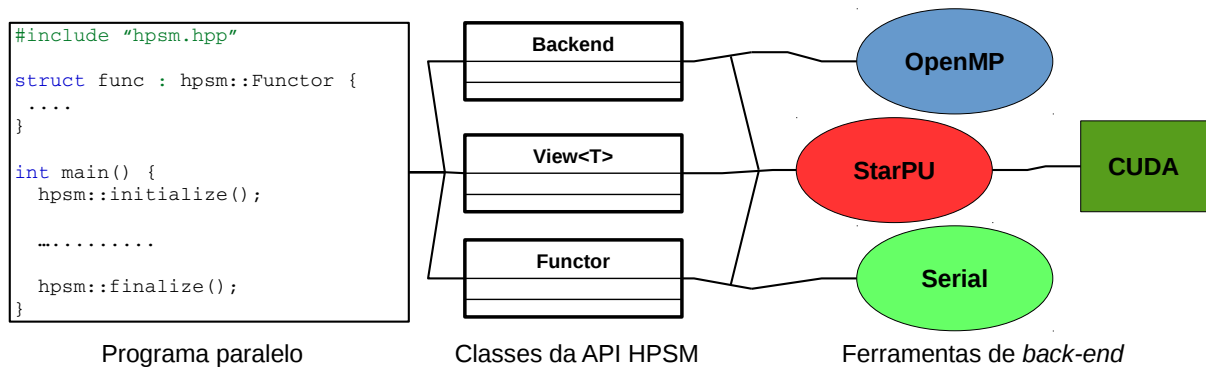 #include “hpsm.hpp”
struct func : hpsm::Functor {
....
}
int main() {
hpsm::initialize();
….........
hpsm::finalize();
}
Programa paralelo
Backend
View<T>
Functor
Classes da API HPSM
OpenMP
StarPU
CUDA
Serial
Ferramentas de back-end